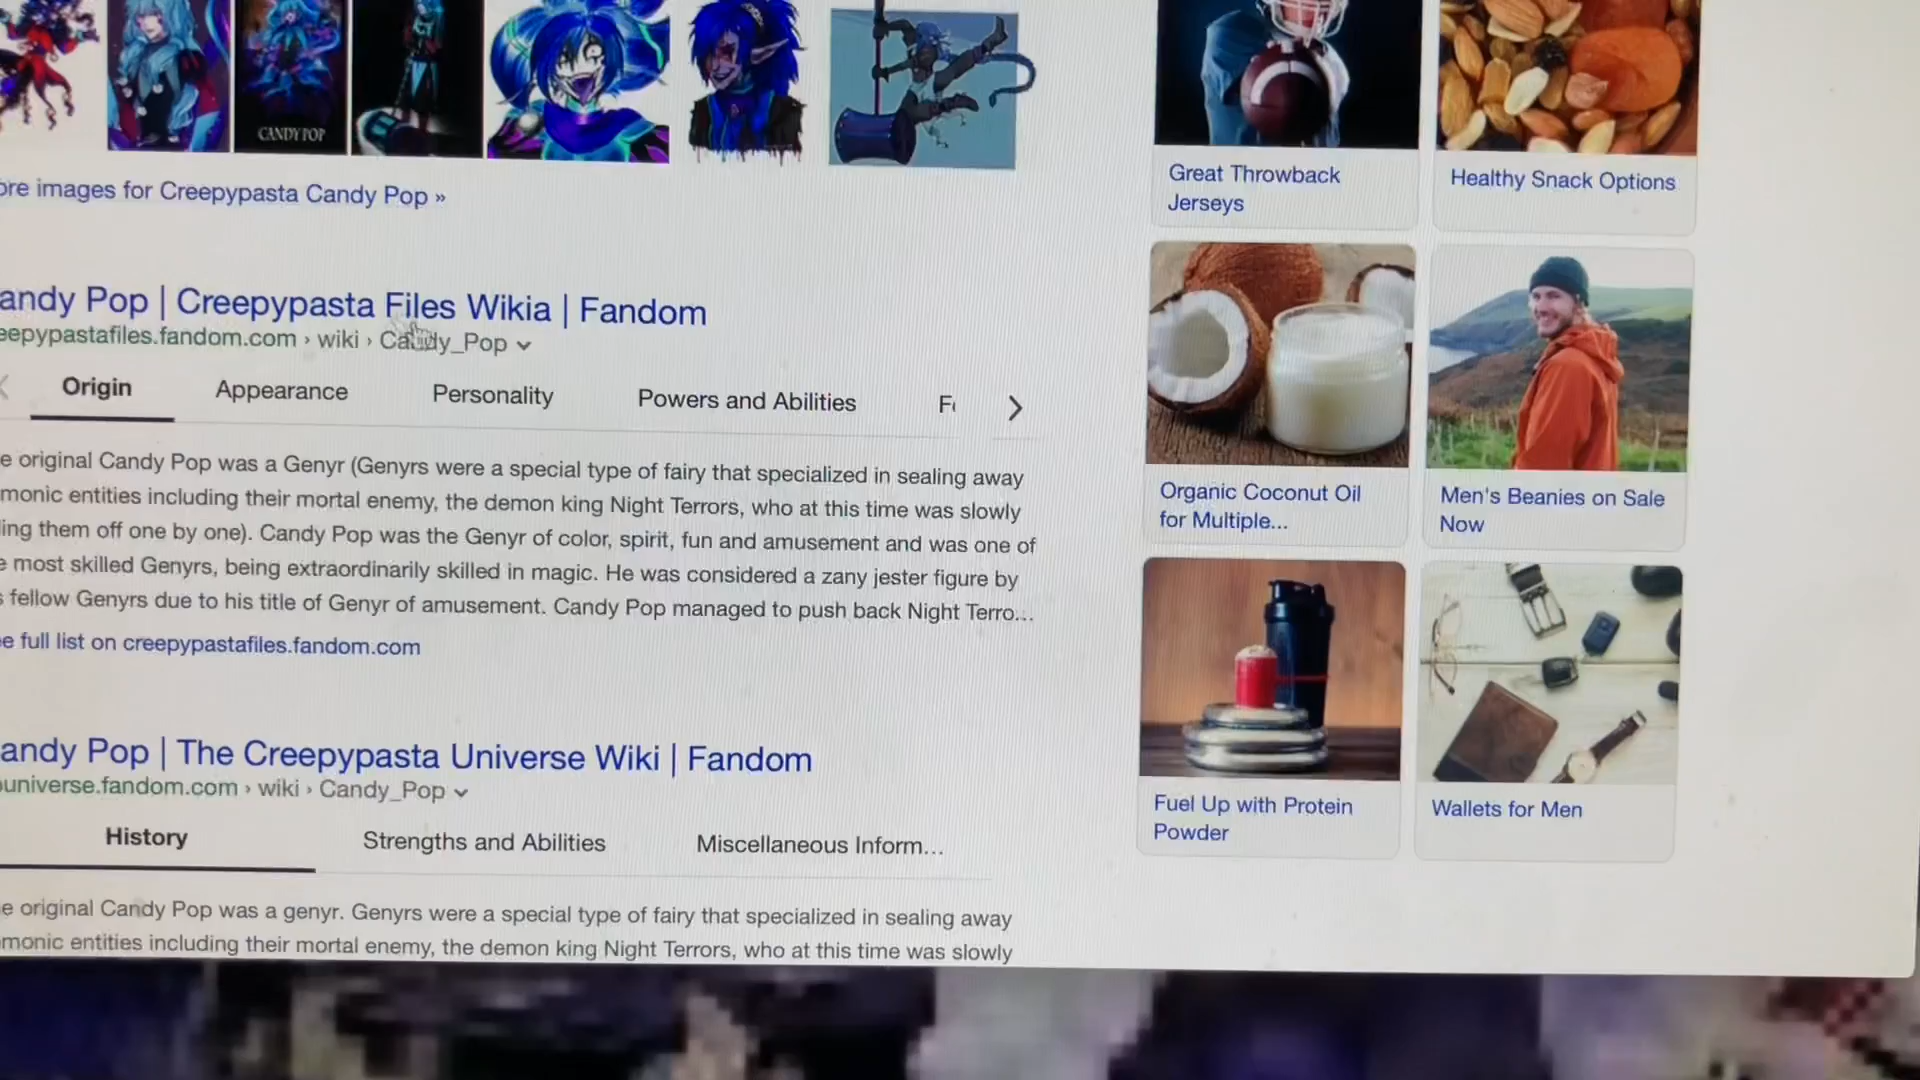 CANDY POP
ore images for Creepypasta Candy Pop »
andy Pop | Creepypasta Files Wikia | Fandom
eepypastafiles.fandom.com › wiki › Candy_Pop
Origin Appearance Personality Powers and Abilities
e original Candy Pop was a Genyr (Genyrs were a special type of fairy that specialized in sealing away
monic entities including their mortal enemy, the demon king Night Terrors, who at this time was slowly
ing them off one by one). Candy Pop was the Genyr of color, spirit, fun and amusement and was one of
e most skilled Genyrs, being extraordinarily skilled in magic. He was considered a zany jester figure by
s fellow Genyrs due to his title of Genyr of amusement. Candy Pop managed to push back Night Terro...
e full list on creepypastafiles.fandom.com
andy Pop | The Creepypasta Universe Wiki | Fandom
universe.fandom.com › wiki › Candy_Pop
History Strengths and Abilities Miscellaneous Inform...
e original Candy Pop was a genyr. Genyrs were a special type of fairy that specialized in sealing away
monic entities including their mortal enemy, the demon king Night Terrors, who at this time was slowly
Great Throwback
Jerseys
Healthy Snack Options
Organic Coconut Oil
for Multiple...
Men's Beanies on Sale
Now
Fuel Up with Protein
Powder
Wallets for Men